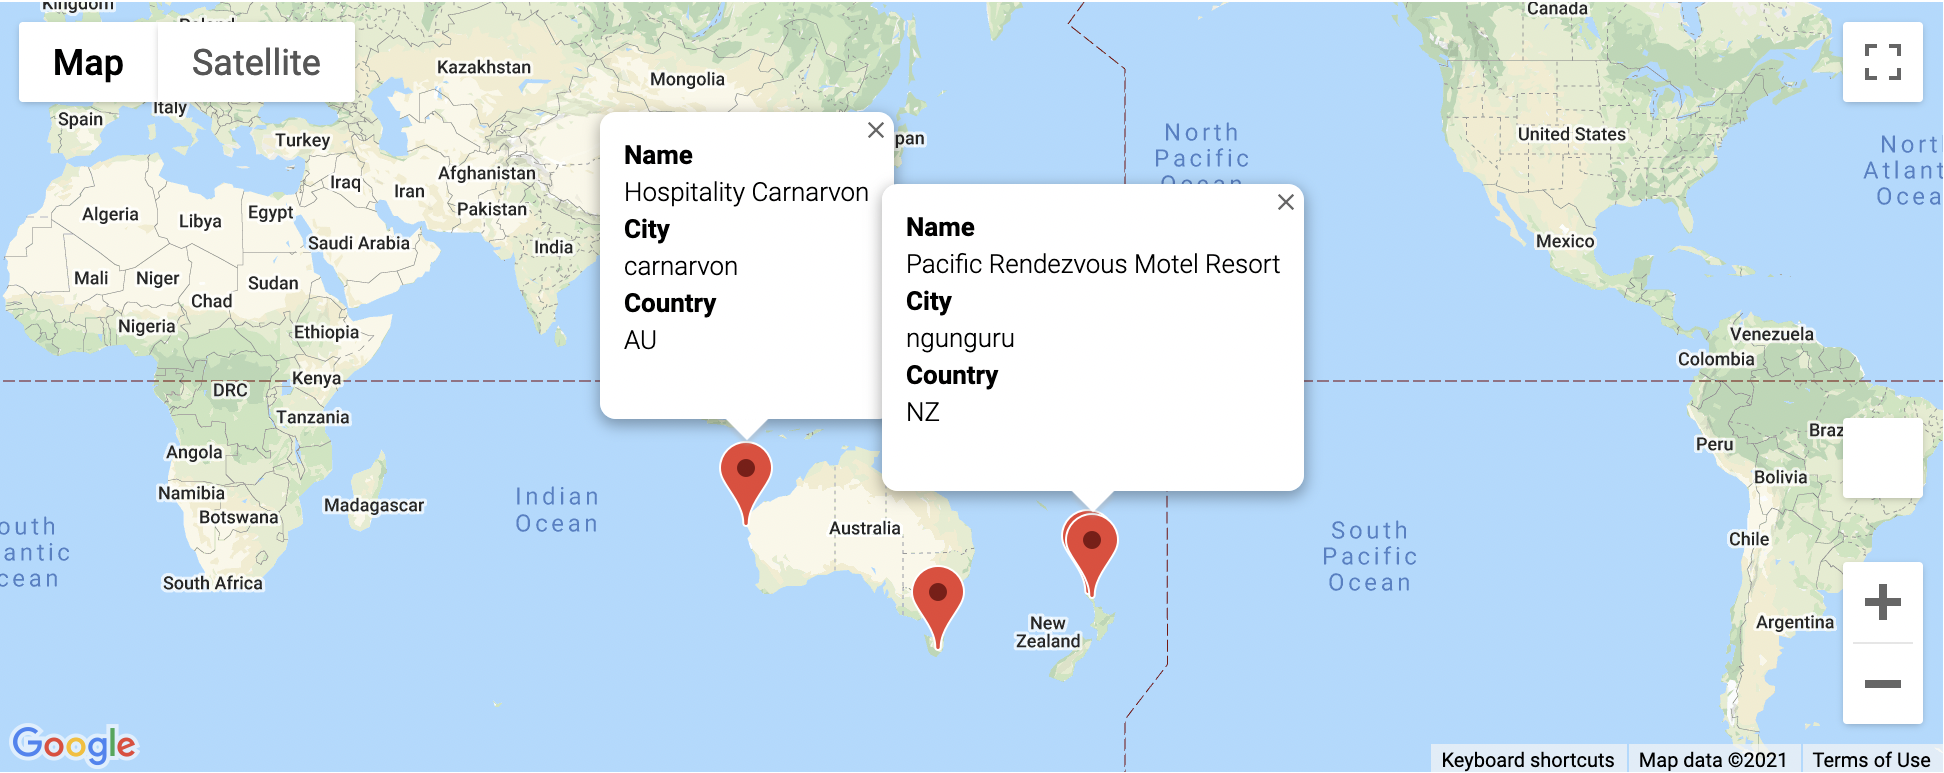 Kingdom
Poland
Canada
Map
Satellite
Kazakhstan
Mongolia
Italy
Spain
Turkey
pan
North
Pacific
Ocean
United States
Nort
Atlant
Ocea
Iraq
Iran
Afghanistan
Pakistan
Algeria
Libya
Egypt
Saudi Arabia
India
Mexico
Mali
Niger
Chad
Sudan
Nigeria
Ethiopia
Name
Hospitality Carnarvon
City
carnarvon
Country
AU
Name
Pacific Rendezvous Motel Resort
City
ngunguru
Country
NZ
Venezuela
Colombia
DRC
Kenya
Tanzania
Angola
Namibia
Botswana
Madagascar
South Africa
Indian
Ocean
outh
antic
cean
Australia
New
Zealand
South
Pacific
Ocean
Peru
Braz
Bolivia
Chile
Argentina
Google
Keyboard shortcuts
Map data ©2021
Terms of Use